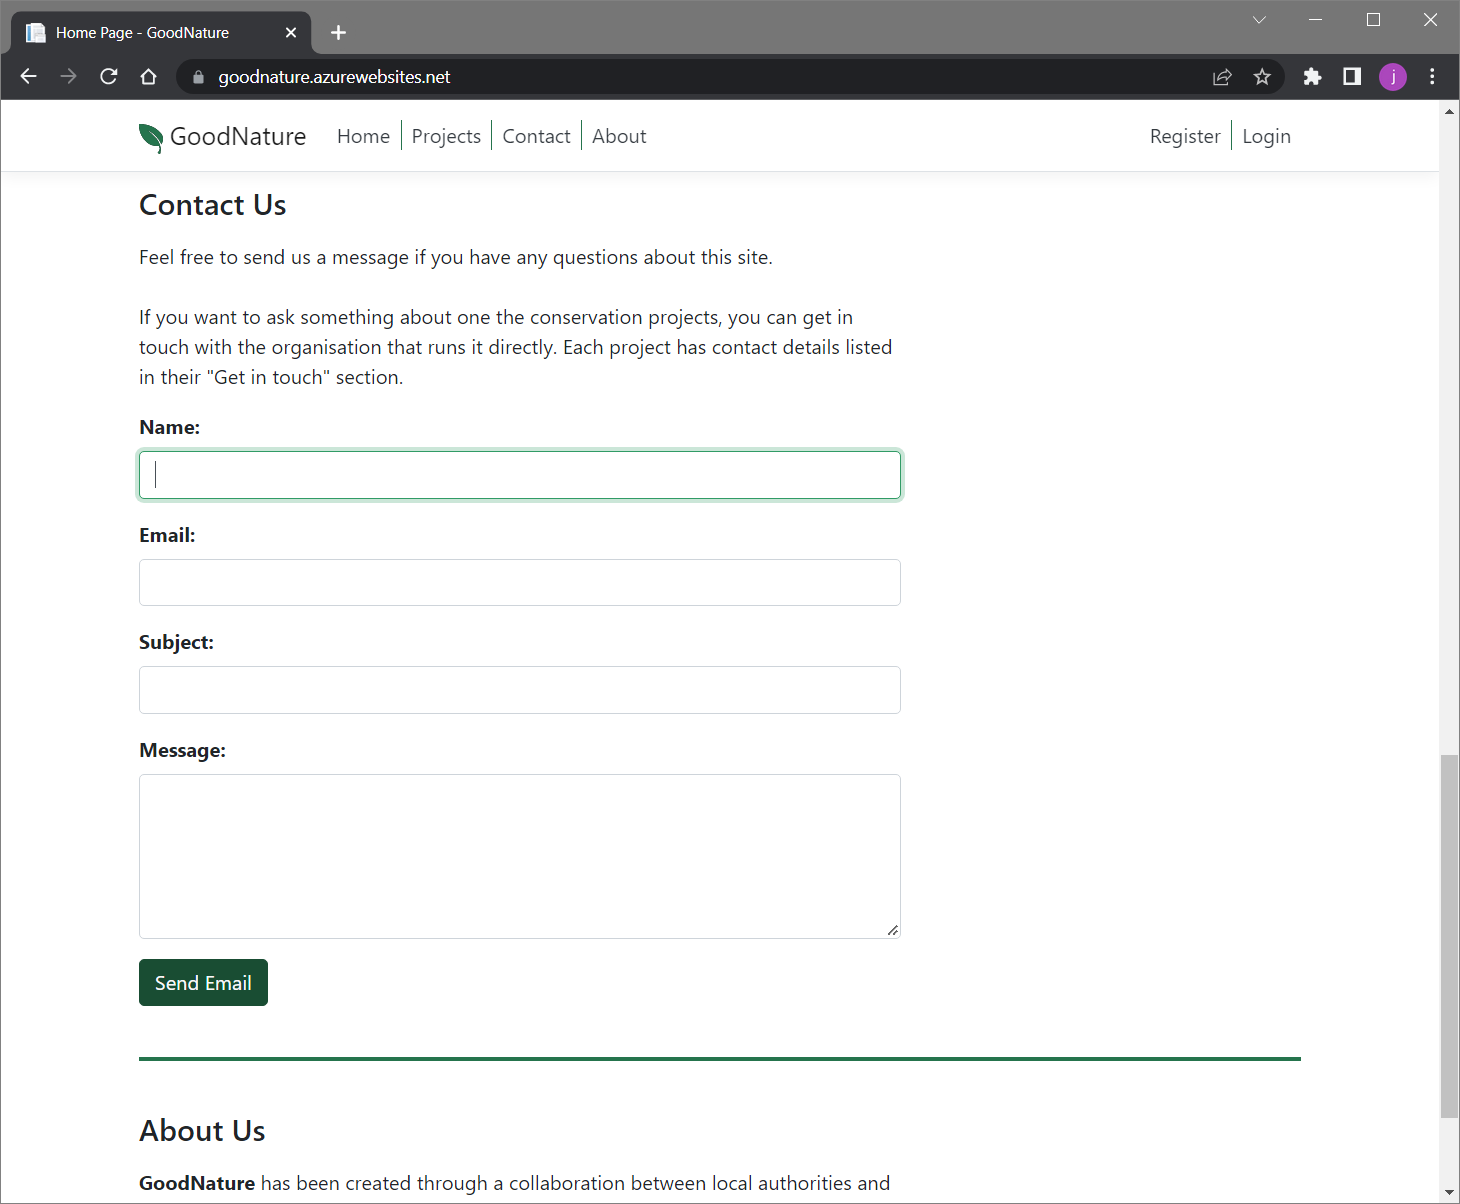 Home Page - GoodNature
goodnature.azurewebsites.net
j
GoodNature Home Projects Contact About Register Login
Contact Us
Feel free to send us a message if you have any questions about this site.
If you want to ask something about one the conservation projects, you can get in
touch with the organisation that runs it directly. Each project has contact details listed
in their "Get in touch" section.
Name:
Email:
Subject:
Message:
Send Email
About Us
GoodNature has been created through a collaboration between local authorities and